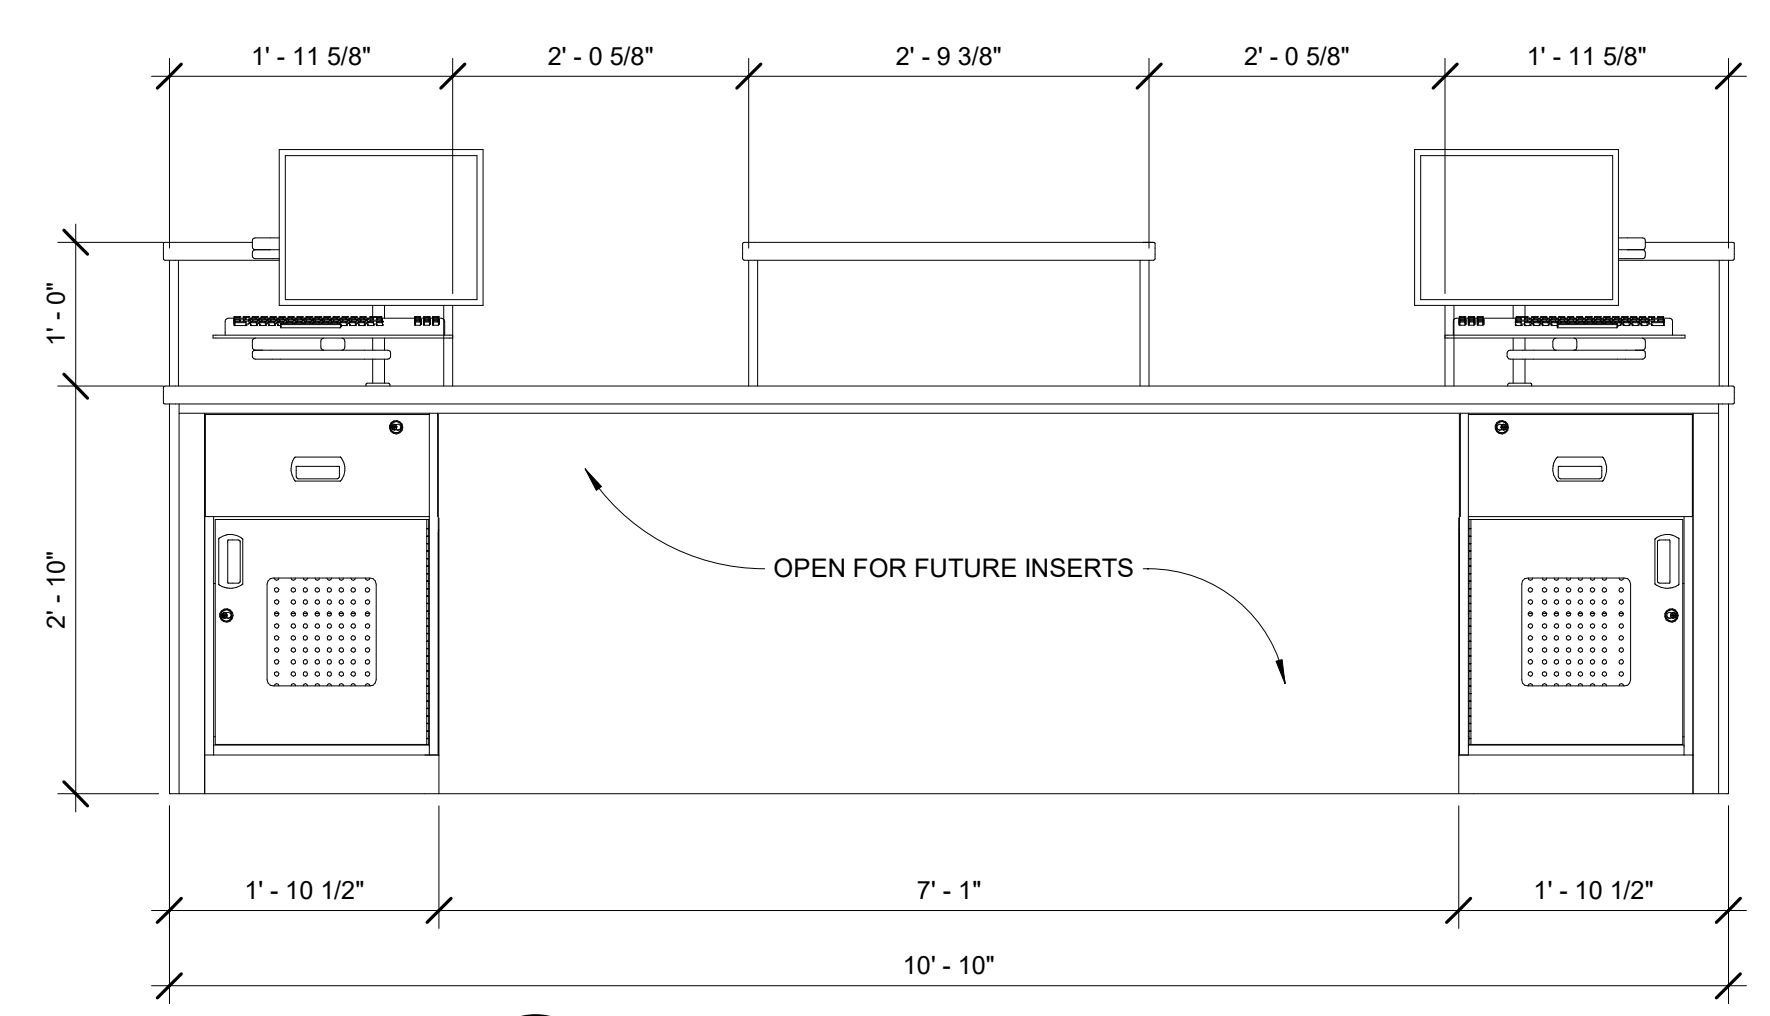 1' - 11 5/8" 2' - 0 5/8" 2' - 9 3/8" 2' - 0 5/8" 1' - 11 5/8"
1' - 0"
2' - 10"
OPEN FOR FUTURE INSERTS
1' - 10 1/2" 7' - 1" 1' - 10 1/2"
10' - 10"